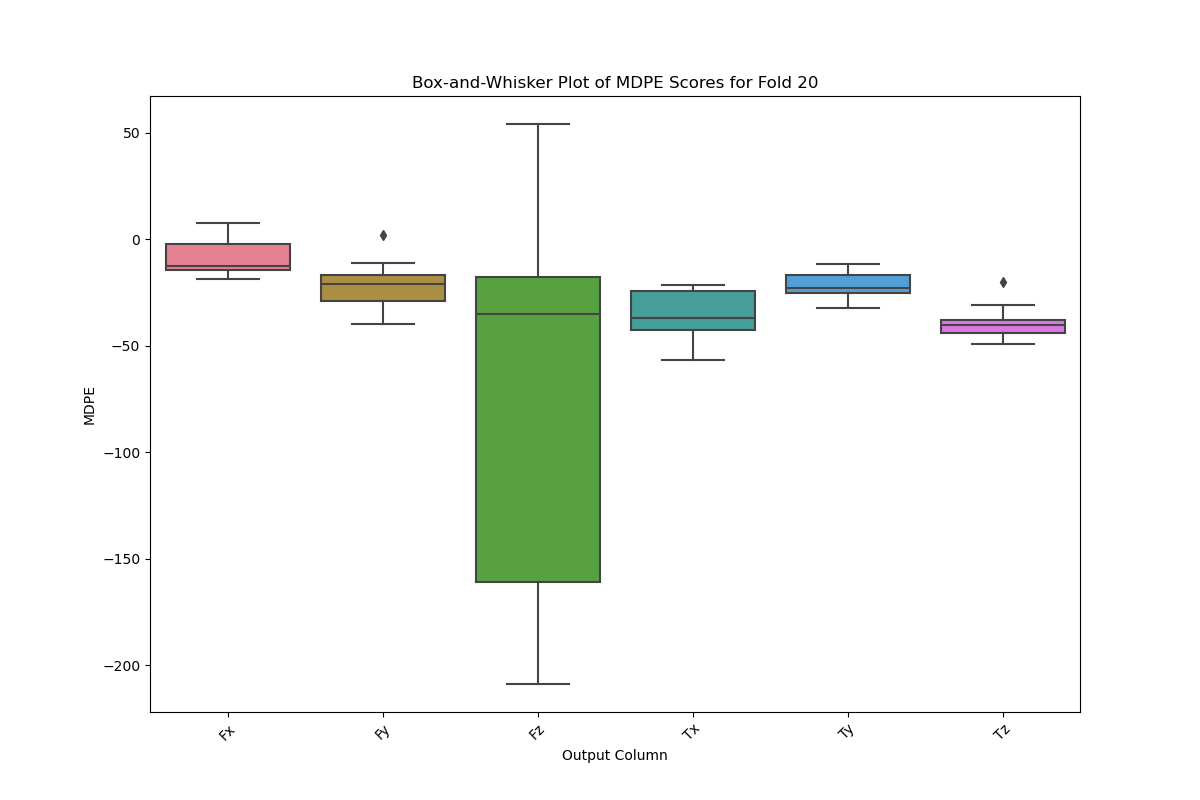 Box-and-Whisker Plot of MDPE Scores for Fold 20
50
0
−50
−100
−150
−200
MDPE
Fx
Fy
Fz
Tx
Ty
Tz
Output Column